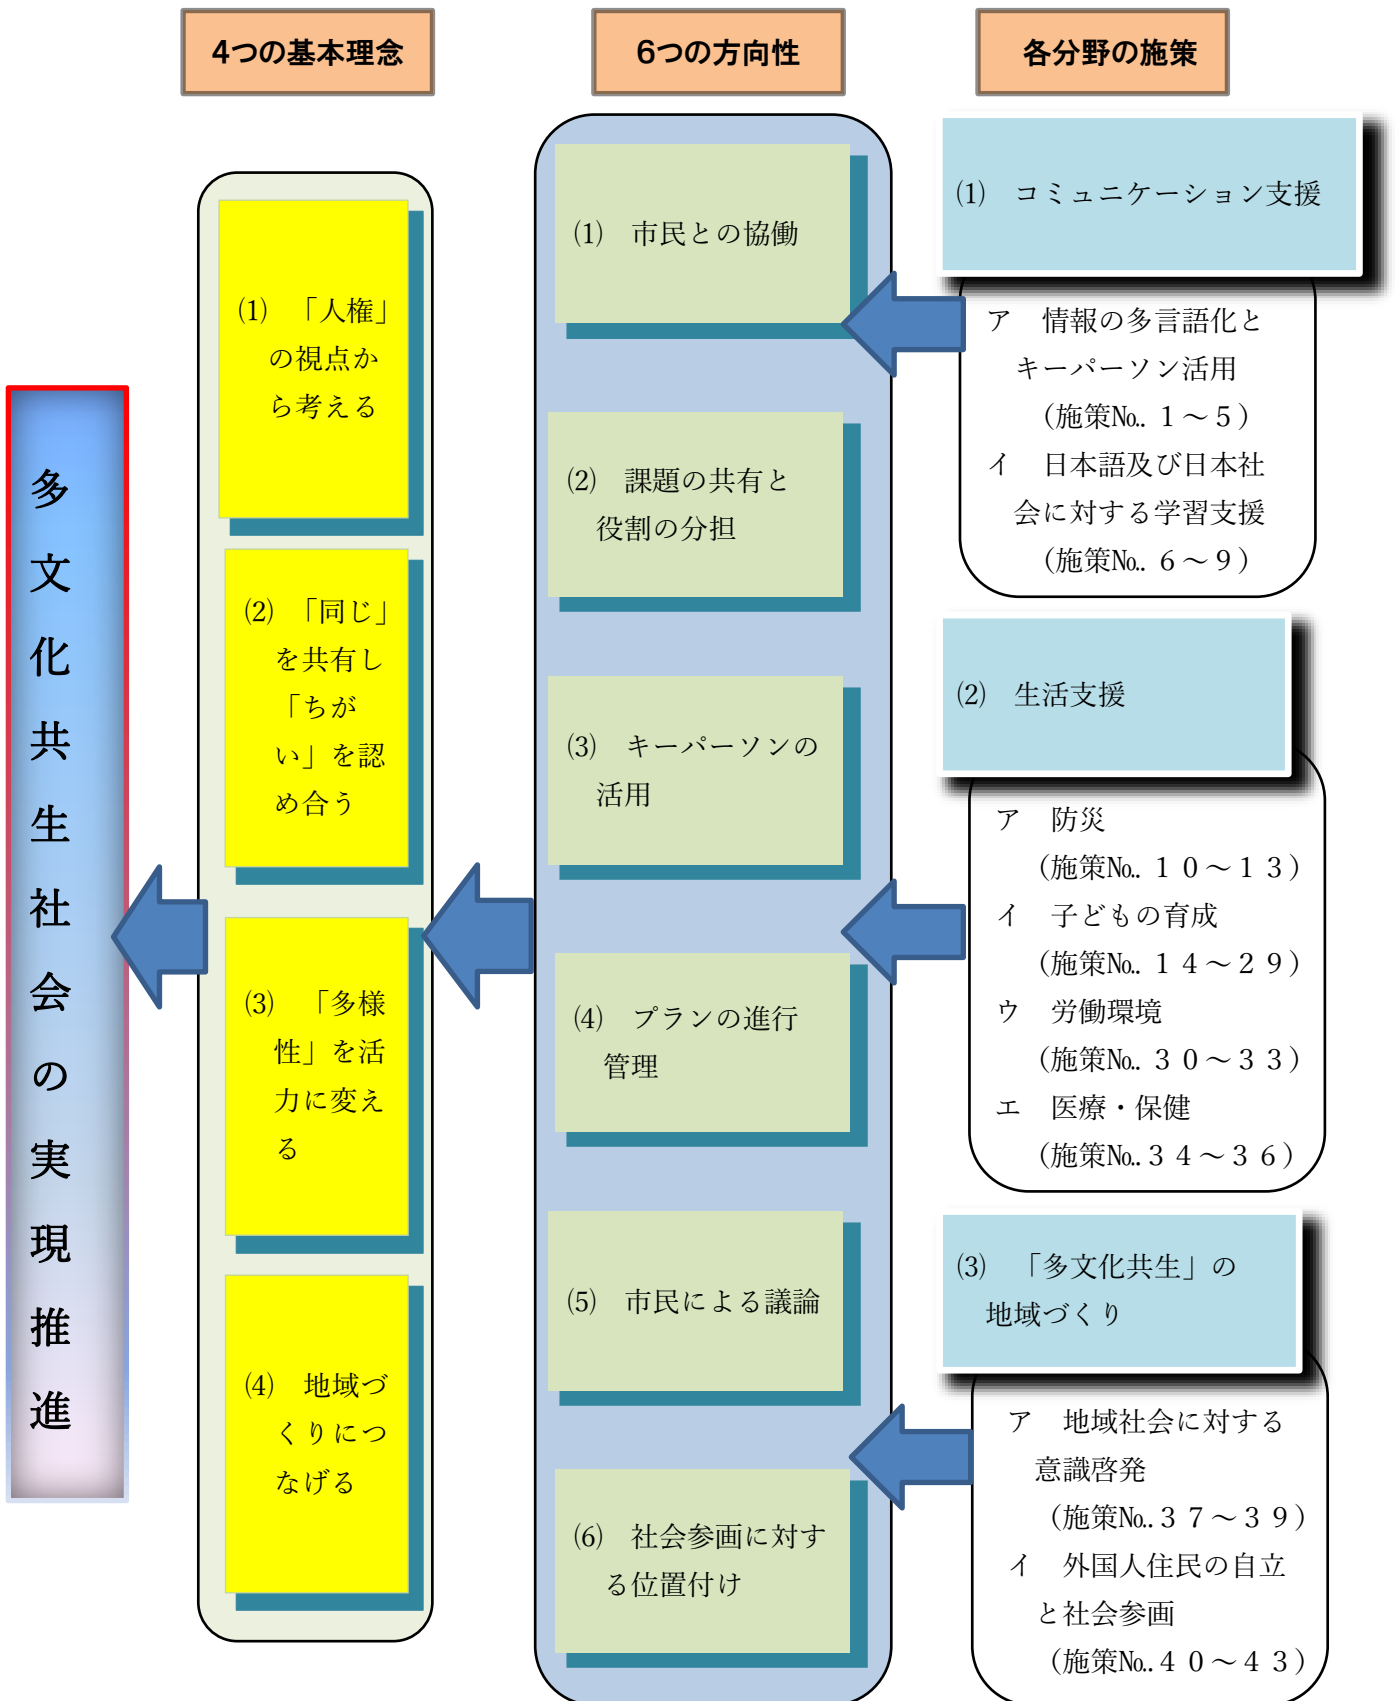 4つの基本理念
6つの方向性
各分野の施策
多文化共生社会の実現推進
⑴ 「人権」
の視点か
ら考える
⑵ 「同じ」
を共有し
「ちが
い」を認
め合う
⑶ 「多様
性」を活
力に変え
る
⑷ 地域づ
くりにつ
なげる
⑴ 市民との協働
⑵ 課題の共有と
役割の分担
⑶ キーパーソンの
活用
⑷ プランの進行
管理
⑸ 市民による議論
⑹ 社会参画に対す
る位置付け
⑴ コミュニケーション支援
ア 情報の多言語化と
キーパーソン活用
（施策№１～５）
イ 日本語及び日本社
会に対する学習支援
（施策№６～９）
⑵ 生活支援
ア 防災
（施策№１０～１３）
イ 子どもの育成
（施策№１４～２９）
ウ 労働環境
（施策№３０～３３）
エ 医療・保健
（施策№３４～３６）
⑶ 「多文化共生」の
地域づくり
ア 地域社会に対する
意識啓発
（施策№３７～３９）
イ 外国人住民の自立
と社会参画
（施策№４０～４３）